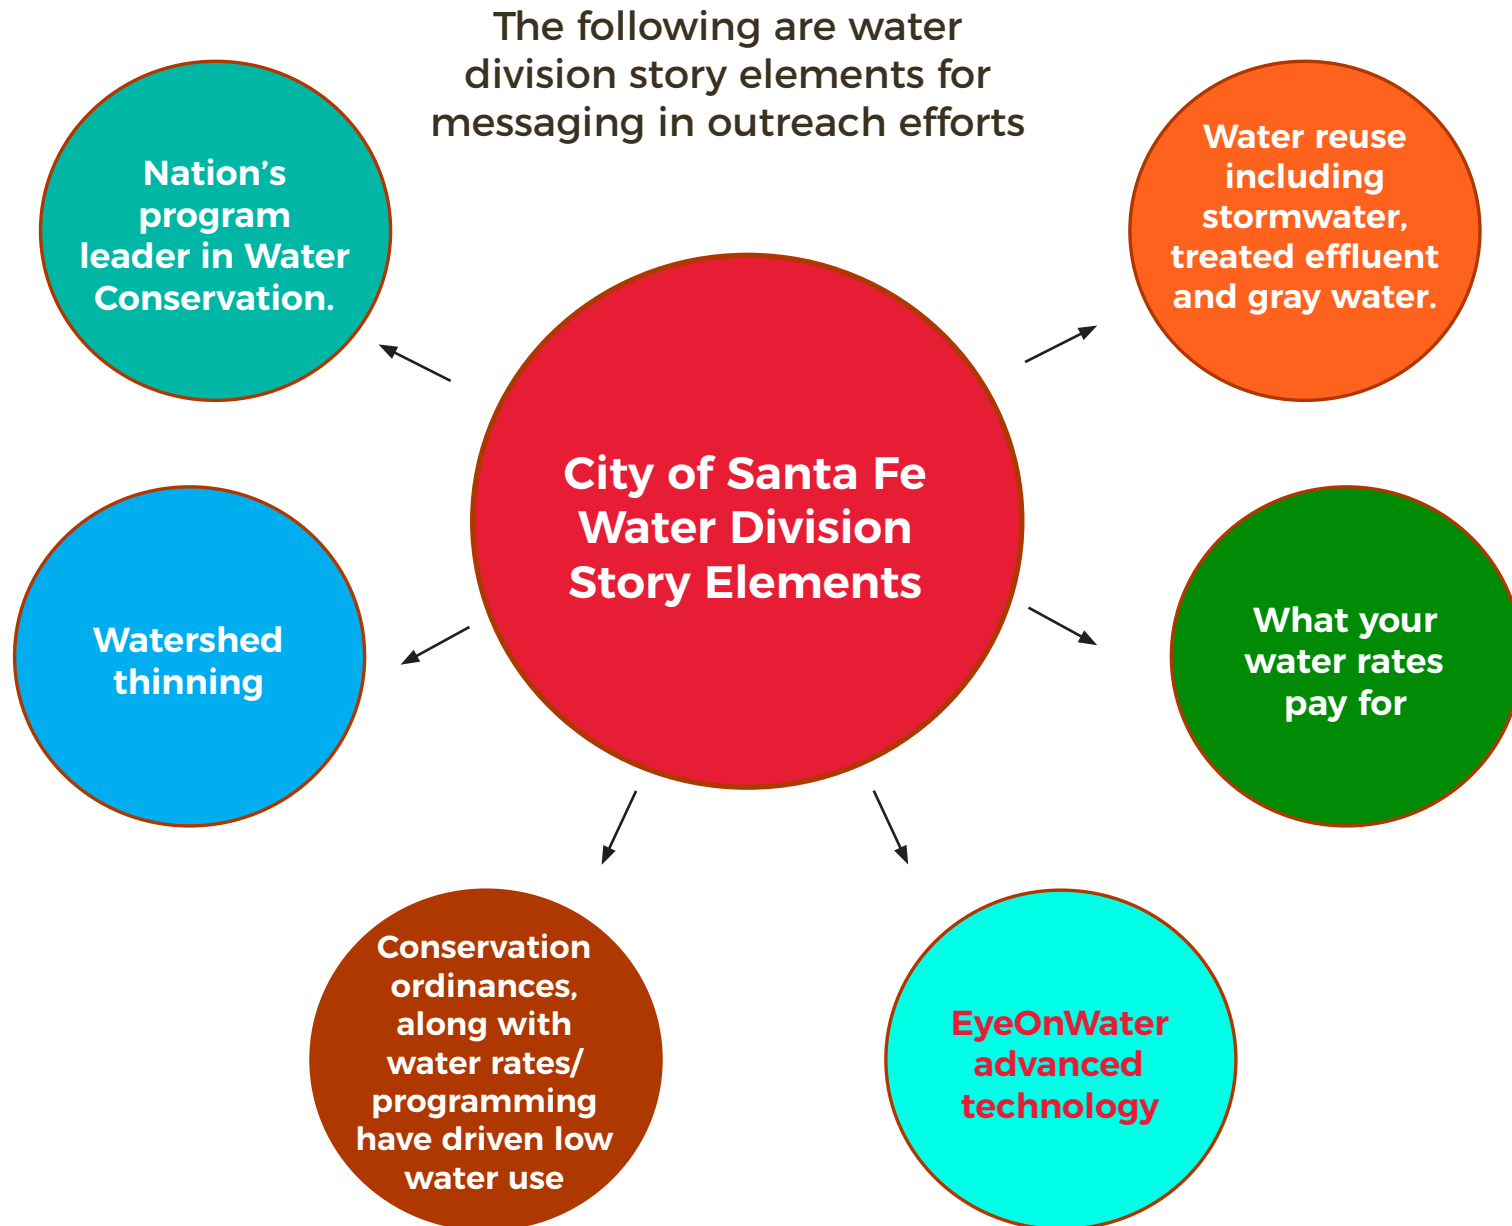 The following are water
division story elements for
messaging in outreach efforts
Nation’s
program
leader in Water
Conservation.
Water reuse
including
stormwater,
treated effluent
and gray water.
City of Santa Fe
Water Division
Story Elements
Watershed
thinning
What your
water rates
pay for
Conservation
ordinances,
along with
water rates/
programming
have driven low
water use
EyeOnWater
advanced
technology